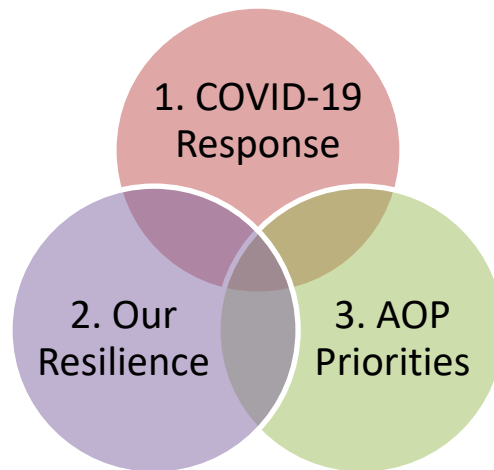 1. COVID-19
Response
2. Our
Resilience
3. AOP
Priorities